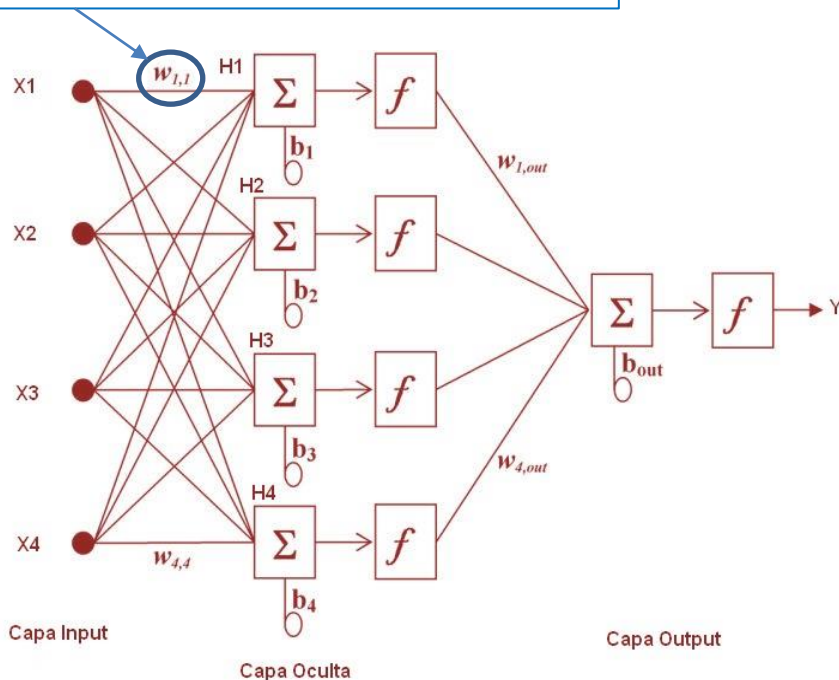 X1
w1,1
H1
Σ
f
b1
w1,out
X2
H2
Σ
f
b2
Σ
f
Y
bout
X3
H3
Σ
f
b3
w4,out
X4
w4,4
H4
Σ
f
b4
Capa Input
Capa Oculta
Capa Output